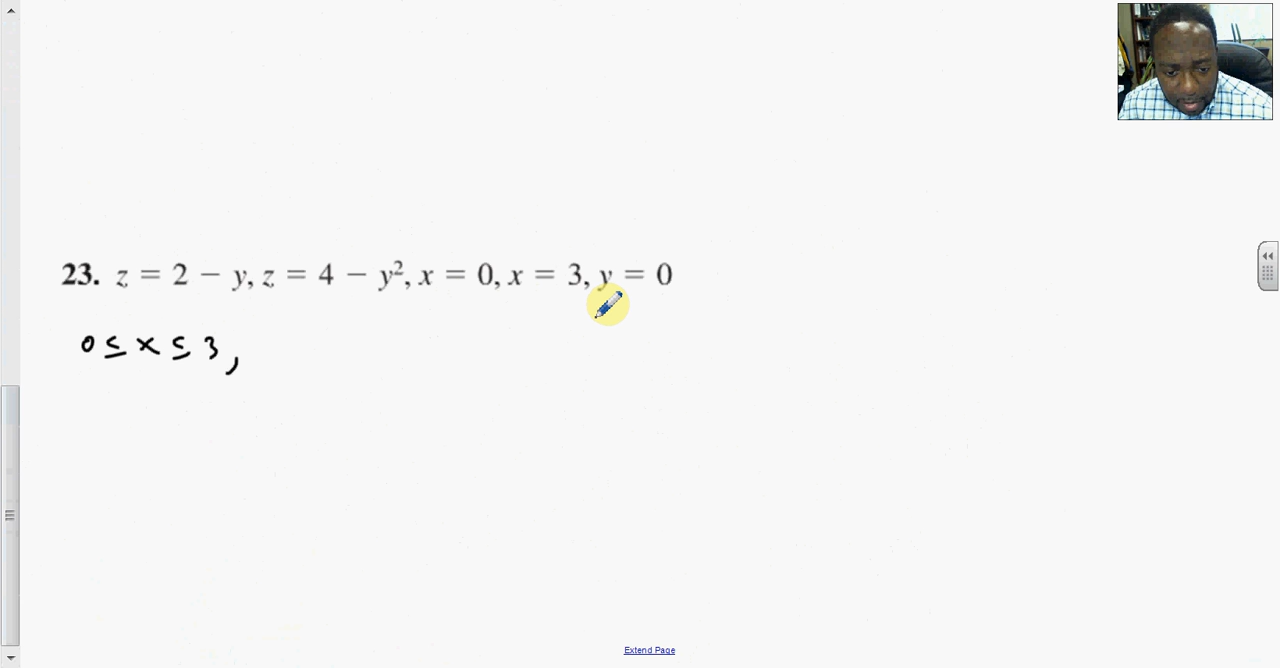 23. z = 2 − y, z = 4 − y², x = 0, x = 3, y = 0
0 ≤ x ≤ 3,
Extend Page